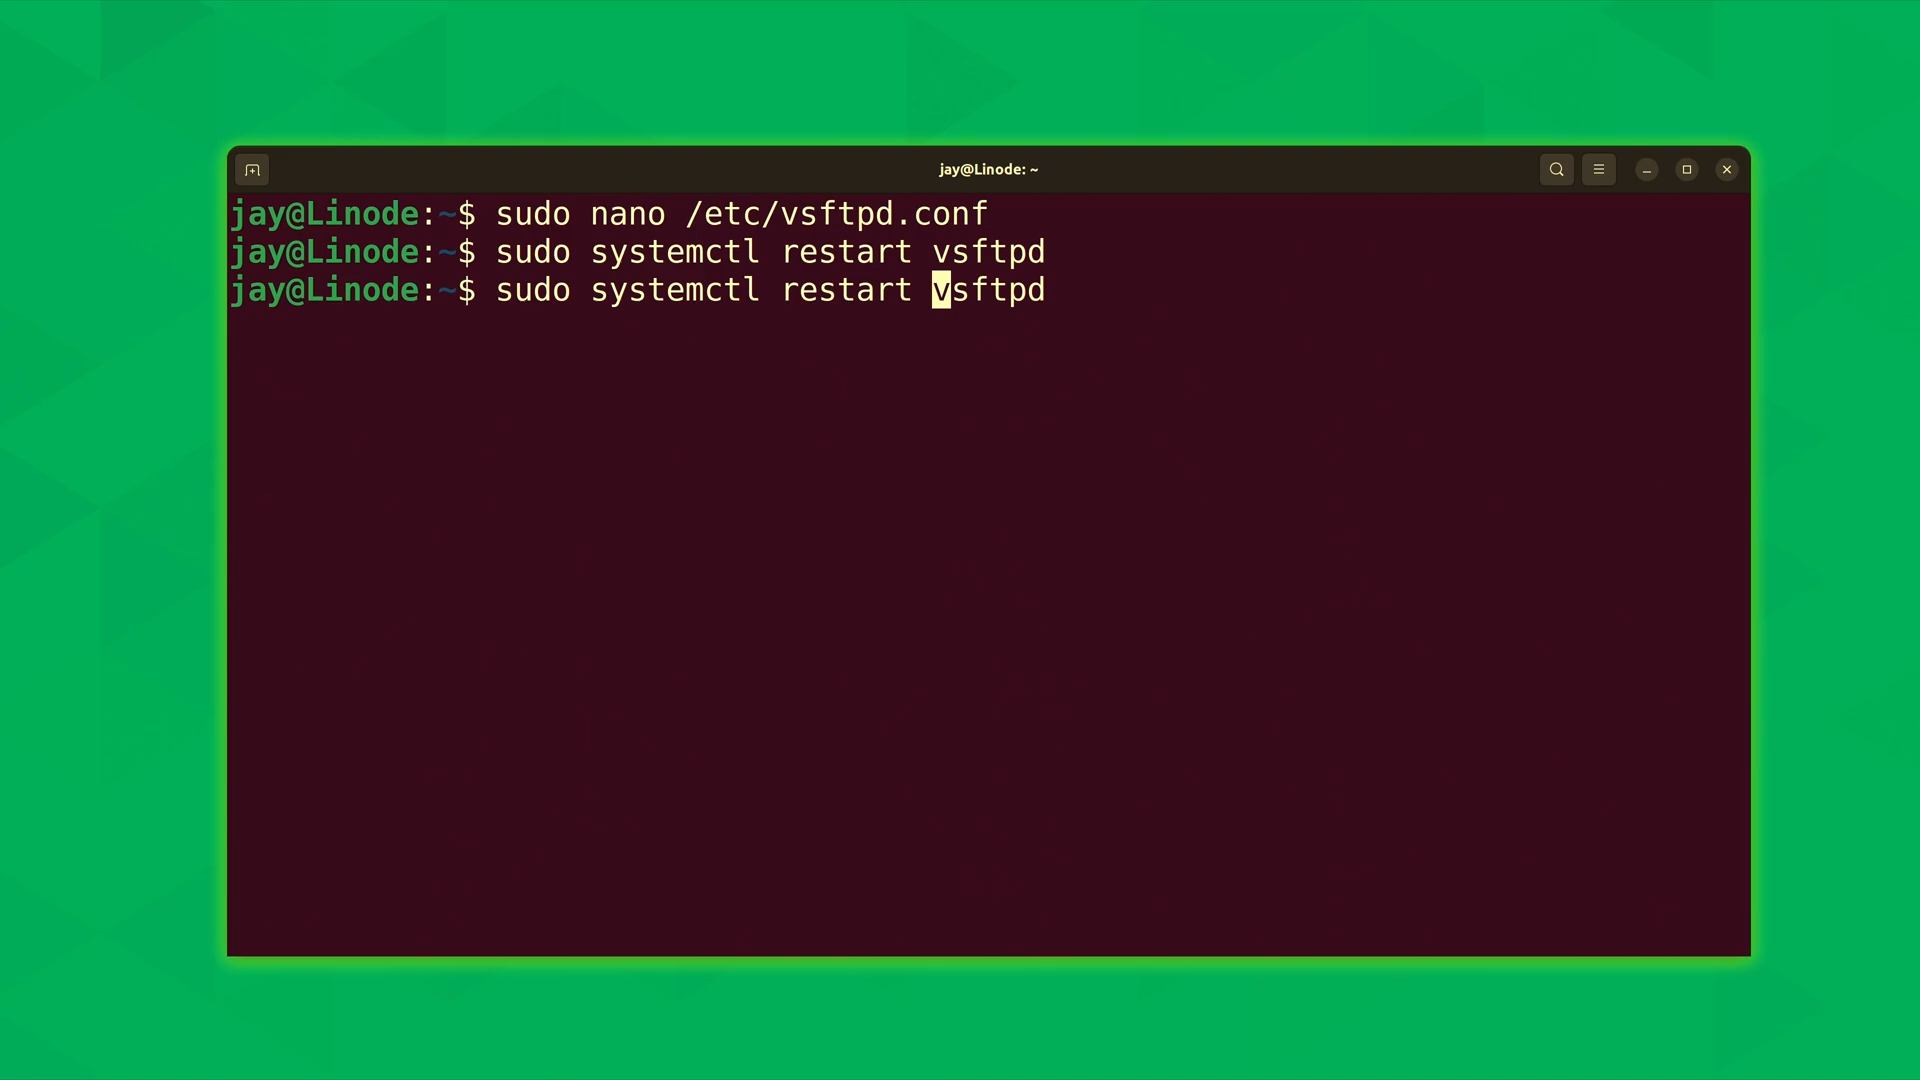 jay@Linode: ~
jay@Linode:~$ sudo nano /etc/vsftpd.conf
jay@Linode:~$ sudo systemctl restart vsftpd
jay@Linode:~$ sudo systemctl restart vsftpd